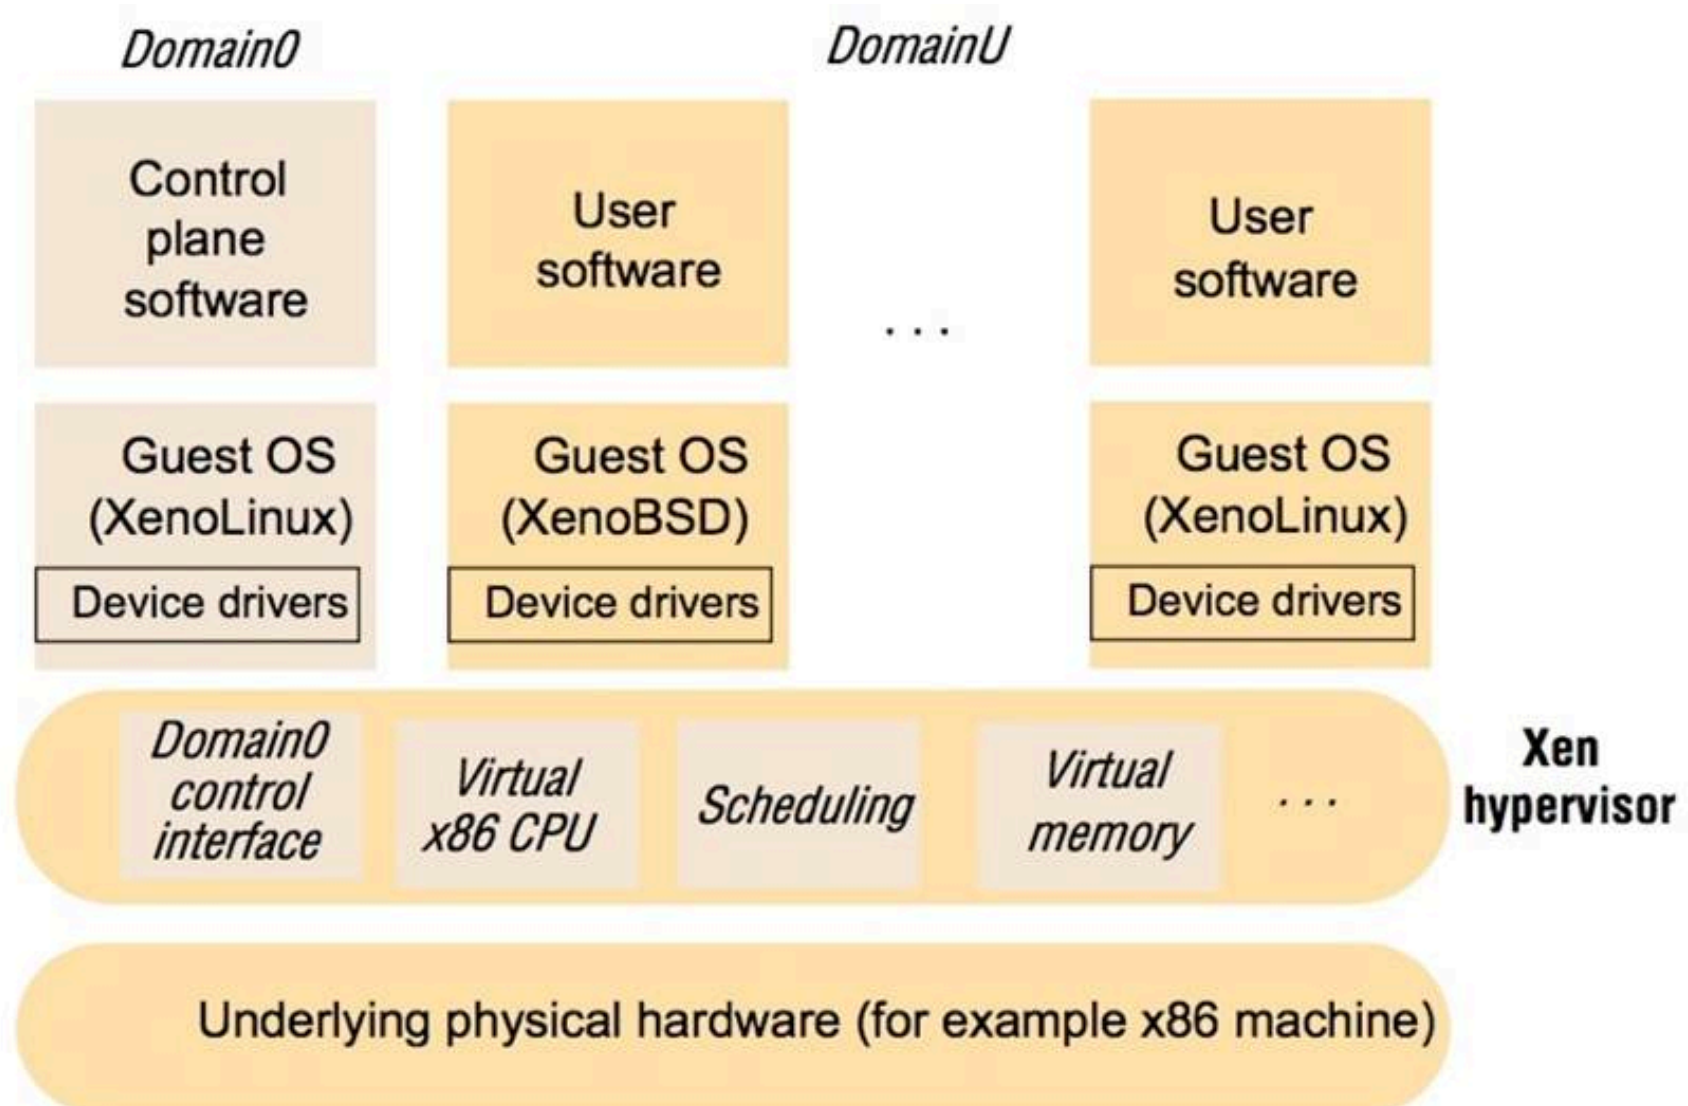 Domain0
DomainU
Control
plane
software
User
software
. . .
User
software
Guest OS
(XenoLinux)
Device drivers
Guest OS
(XenoBSD)
Device drivers
Guest OS
(XenoLinux)
Device drivers
Domain0
control
interface
Virtual
x86 CPU
Scheduling
Virtual
memory
. . .
Xen
hypervisor
Underlying physical hardware (for example x86 machine)